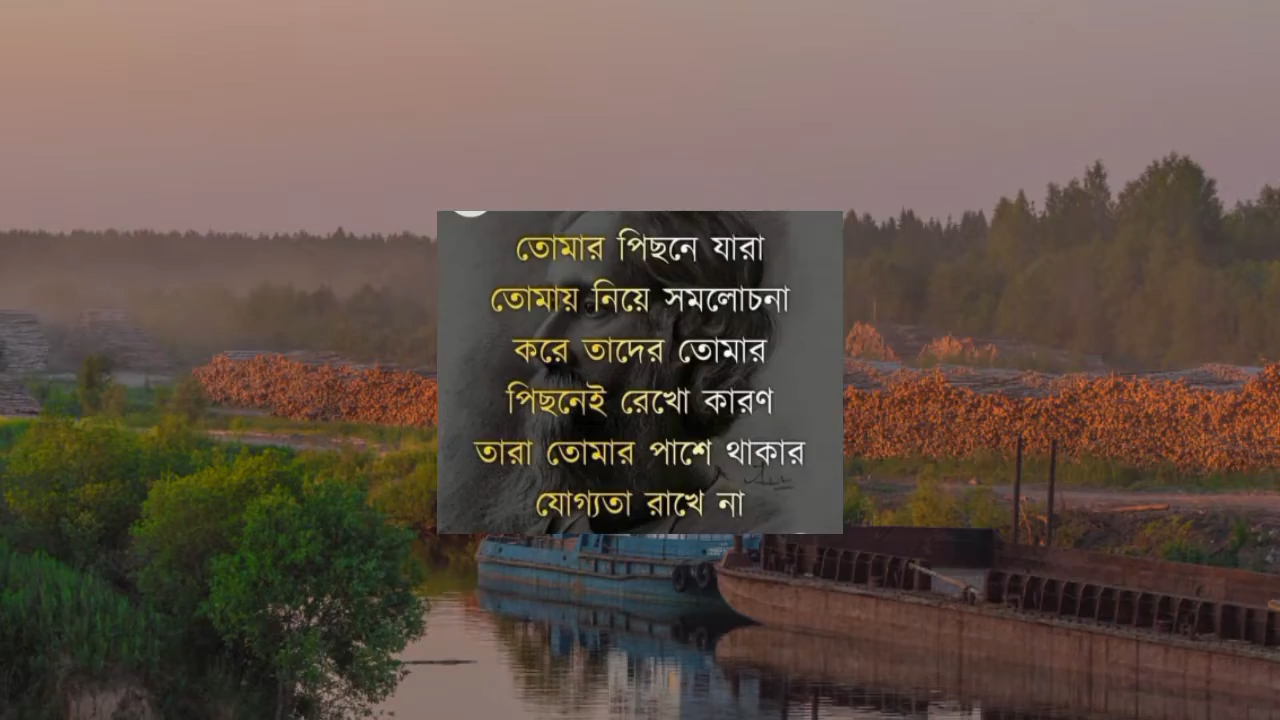 তোমার পিছনে যারা
তোমায় নিয়ে সমলোচনা
করে তাদের তোমার
পিছনেই রেখো কারণ
তারা তোমার পাশে থাকার
যোগ্যতা রাখে না